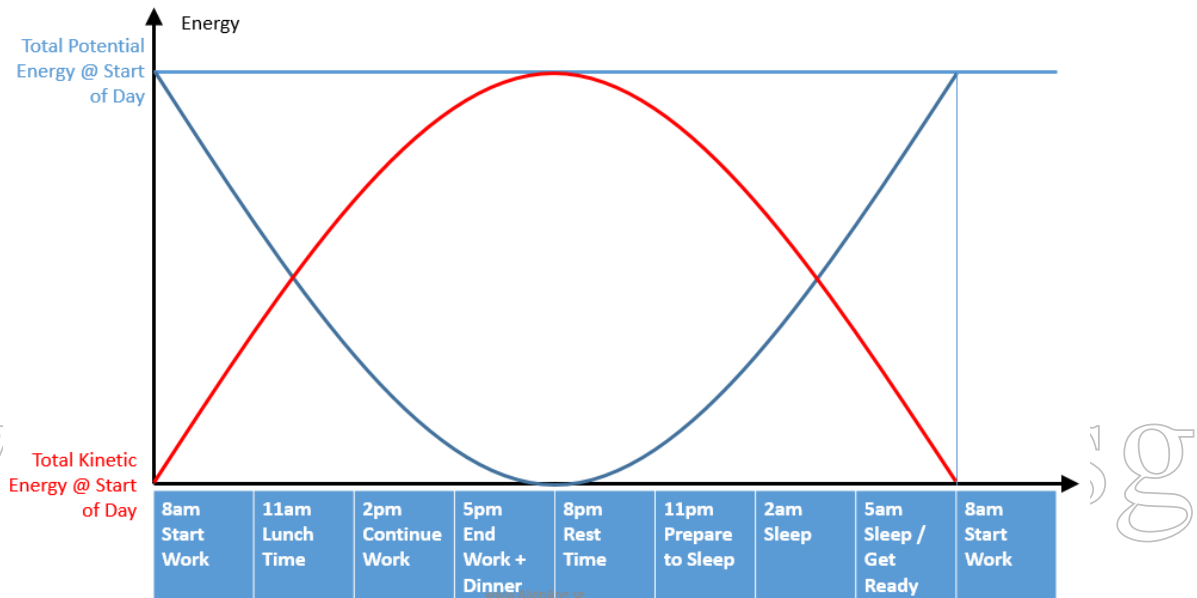 Energy
Total Potential
Energy @ Start
of Day
Total Kinetic
Energy @ Start
of Day
8am
Start
Work
11am
Lunch
Time
2pm
Continue
Work
5pm
End
Work +
Dinner
8pm
Rest
Time
11pm
Prepare
to Sleep
2am
Sleep
5am
Sleep /
Get
Ready
8am
Start
Work
sg